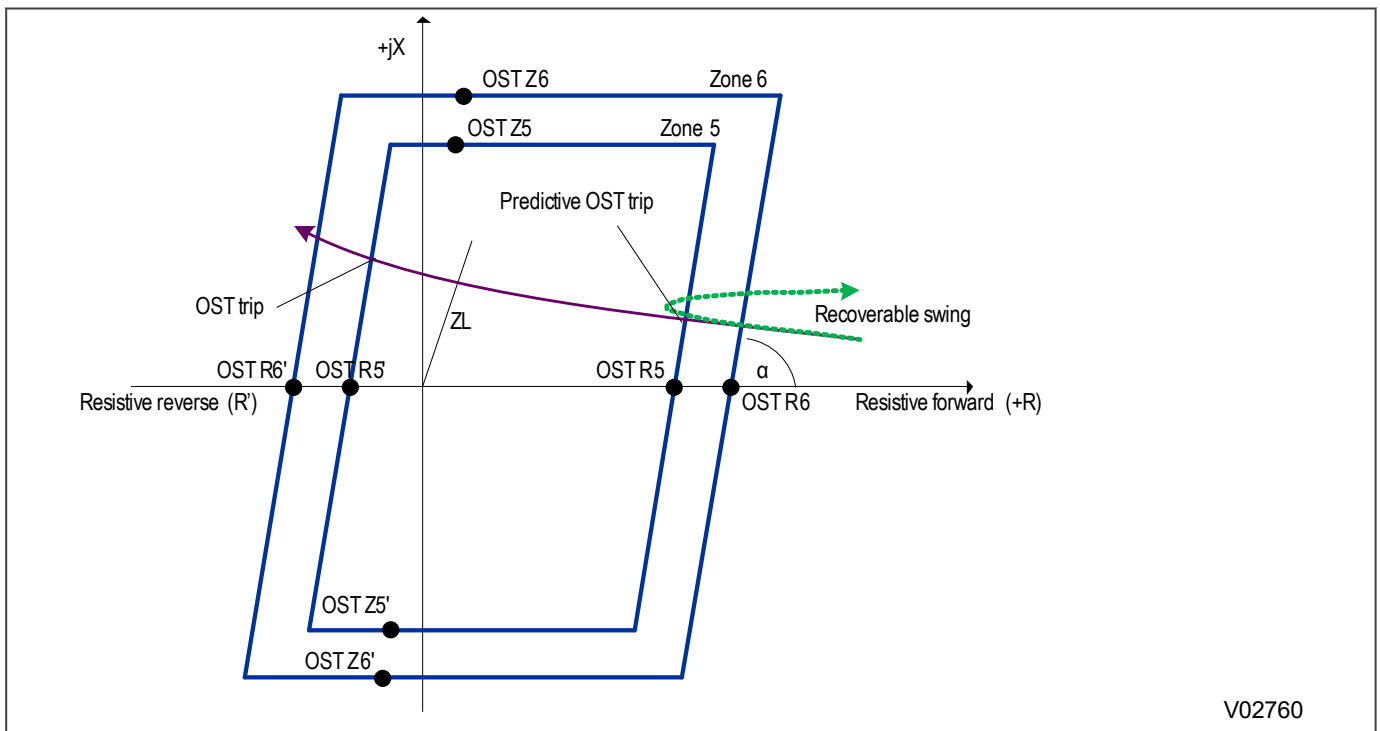 +jX
OST Z6
Zone 6
OST Z5
Zone 5
Predictive OST trip
OST trip
ZL
Recoverable swing
OST R6'
OST R5'
OST R5
α
OST R6
Resistive reverse (R')
Resistive forward (+R)
OST Z5'
OST Z6'
V02760